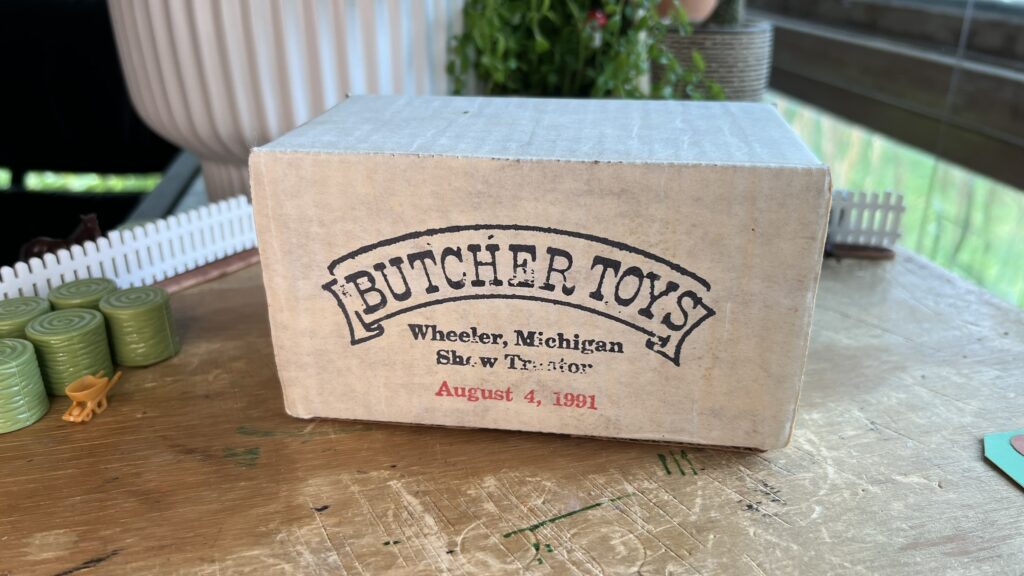 BUTCHER TOYS
Wheeler, Michigan
Show Tractor
August 4, 1991